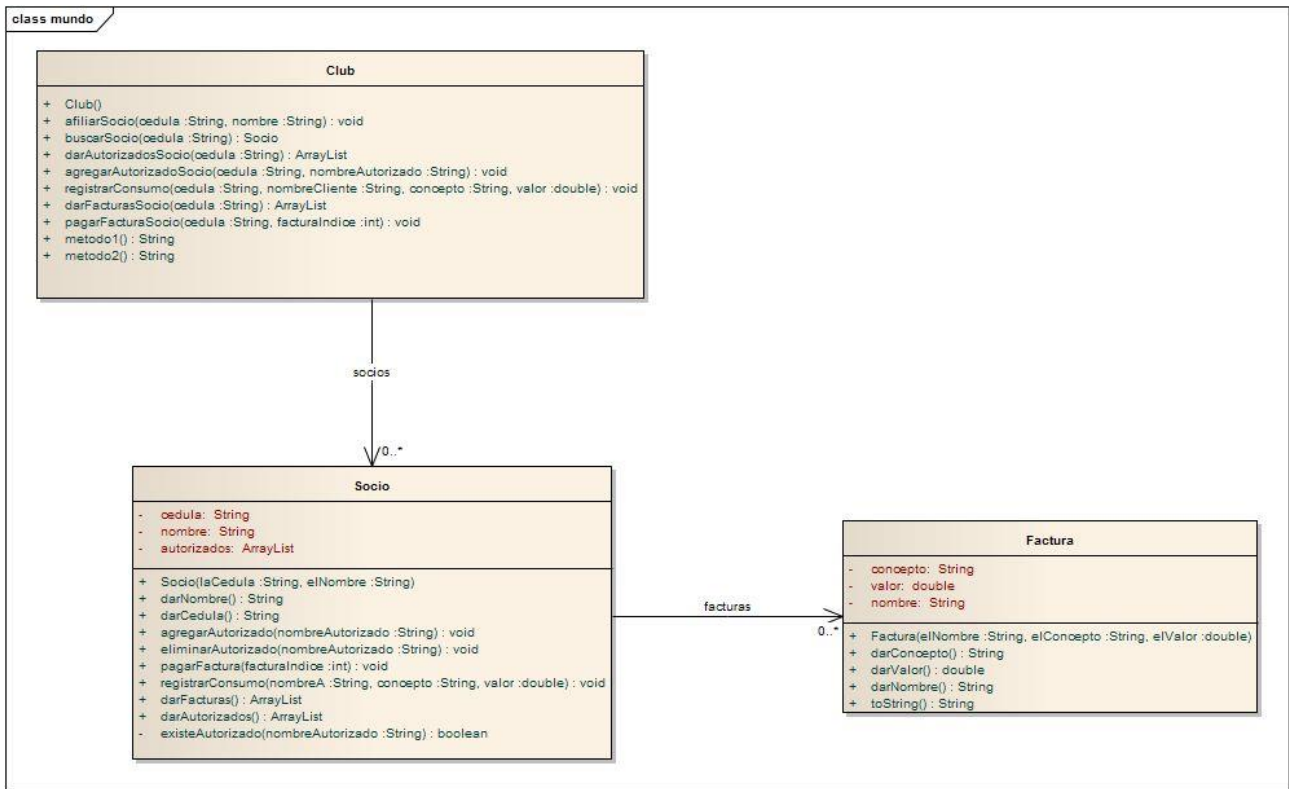 class mundo
Club
+ Club()
+ afiliarSocio(cedula :String, nombre :String) : void
+ buscarSocio(cedula :String) : Socio
+ darAutorizadosSocio(cedula :String) : ArrayList
+ agregarAutorizadoSocio(cedula :String, nombreAutorizado :String) : void
+ registrarConsumo(cedula :String, nombreCliente :String, concepto :String, valor :double) : void
+ darFacturasSocio(cedula :String) : ArrayList
+ pagarFacturaSocio(cedula :String, facturaIndice :int) : void
+ metodo1() : String
+ metodo2() : String
socios
0..*
Socio
- cedula: String
- nombre: String
- autorizados: ArrayList
+ Socio(laCedula :String, elNombre :String)
+ darNombre() : String
+ darCedula() : String
+ agregarAutorizado(nombreAutorizado :String) : void
+ eliminarAutorizado(nombreAutorizado :String) : void
+ pagarFactura(facturaIndice :int) : void
+ registrarConsumo(nombreA :String, concepto :String, valor :double) : void
+ darFacturas() : ArrayList
+ darAutorizados() : ArrayList
- existeAutorizado(nombreAutorizado :String) : boolean
facturas
0..*
Factura
- concepto: String
- valor: double
- nombre: String
+ Factura(elNombre :String, elConcepto :String, elValor :double)
+ darConcepto() : String
+ darValor() : double
+ darNombre() : String
+ toString() : String